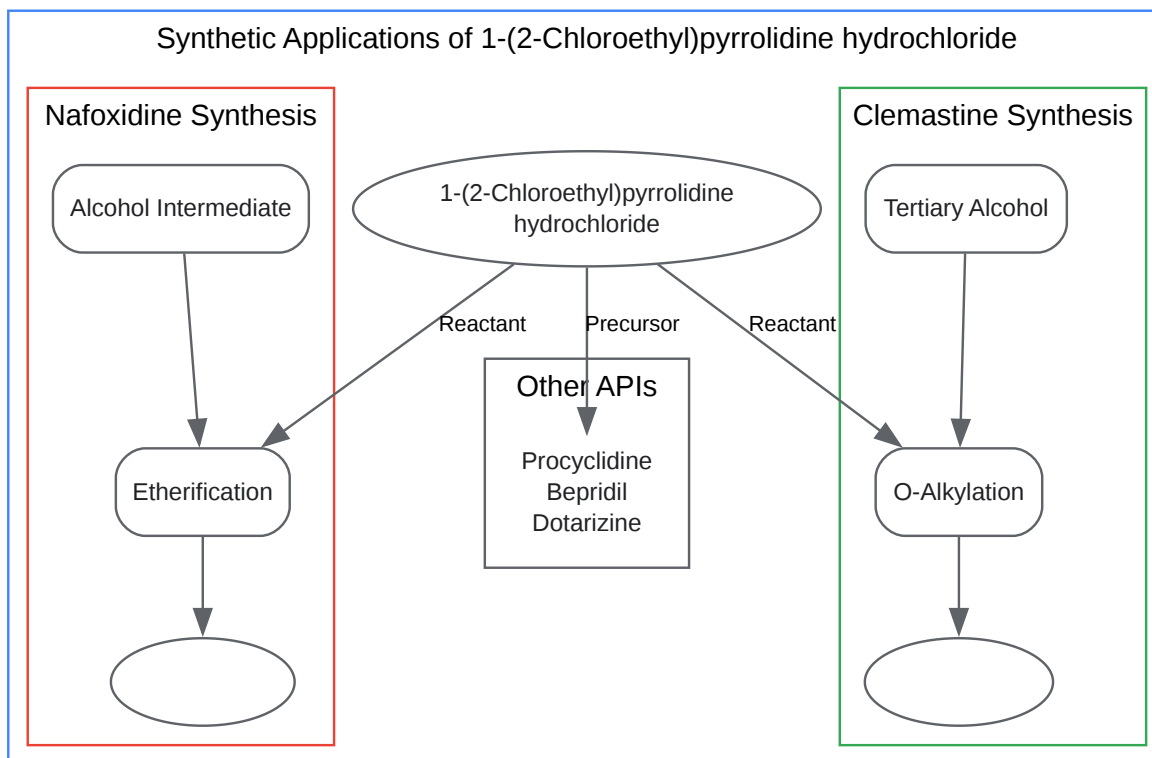 Synthetic Applications of 1-(2-Chloroethyl)pyrrolidine hydrochloride
Nafoxidine Synthesis
Clemastine Synthesis
Alcohol Intermediate
1-(2-Chloroethyl)pyrrolidine
hydrochloride
Tertiary Alcohol
Reactant
Precursor
Reactant
Other APIs
Procyclidine
Bepridil
Dotarizine
Etherification
O-Alkylation